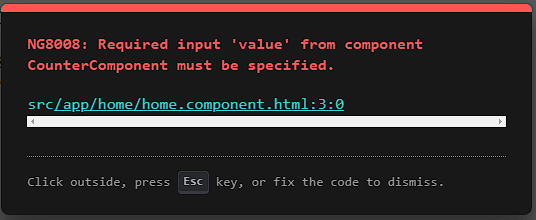 NG8008: Required input 'value' from component
CounterComponent must be specified.
src/app/home/home.component.html:3:0
Click outside, press Esc key, or fix the code to dismiss.